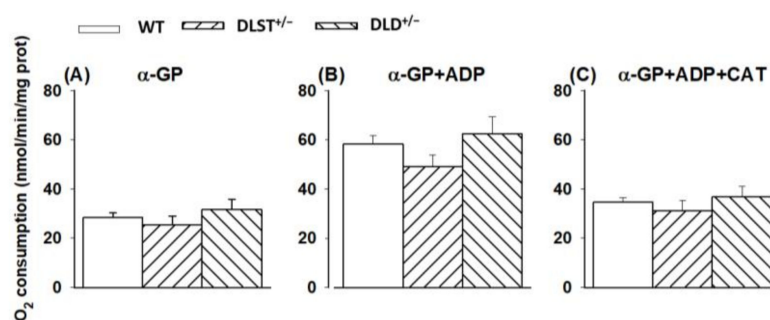 WT DLST+/− DLD+/−
(A) α-GP (B) α-GP+ADP (C) α-GP+ADP+CAT
O2 consumption (nmol/min/mg prot)
80 80 80
60 60 60
40 40 40
20 20 20
0 0 0